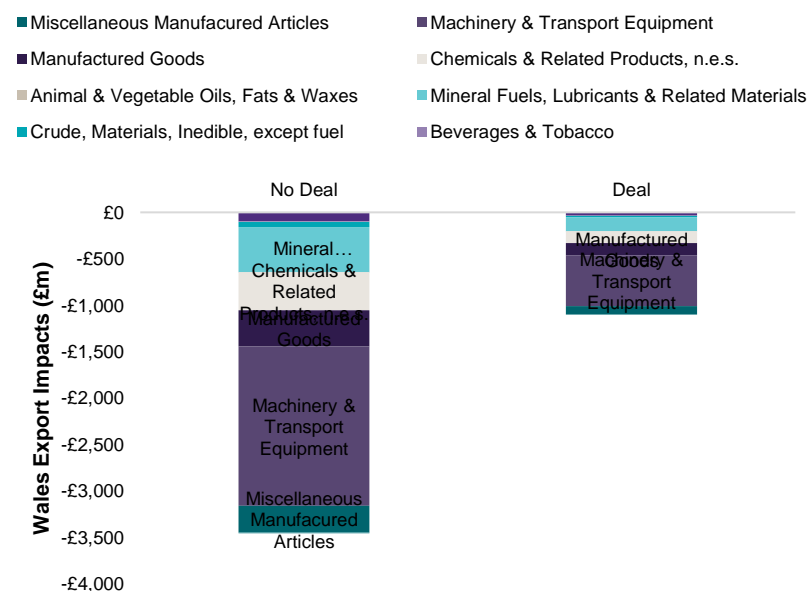 Miscellaneous Manufacured Articles
Machinery & Transport Equipment
Manufactured Goods
Chemicals & Related Products, n.e.s.
Animal & Vegetable Oils, Fats & Waxes
Mineral Fuels, Lubricants & Related Materials
Crude, Materials, Inedible, except fuel
Beverages & Tobacco
No Deal
Deal
Wales Export Impacts (£m)
£0
-£500
-£1,000
-£1,500
-£2,000
-£2,500
-£3,000
-£3,500
-£4,000
Mineral…
Chemicals &
Related
Products, n.e.s.
Manufactured
Goods
Machinery &
Transport
Equipment
Miscellaneous
Manufacured
Articles
Manufactured
Goods
Machinery &
Transport
Equipment